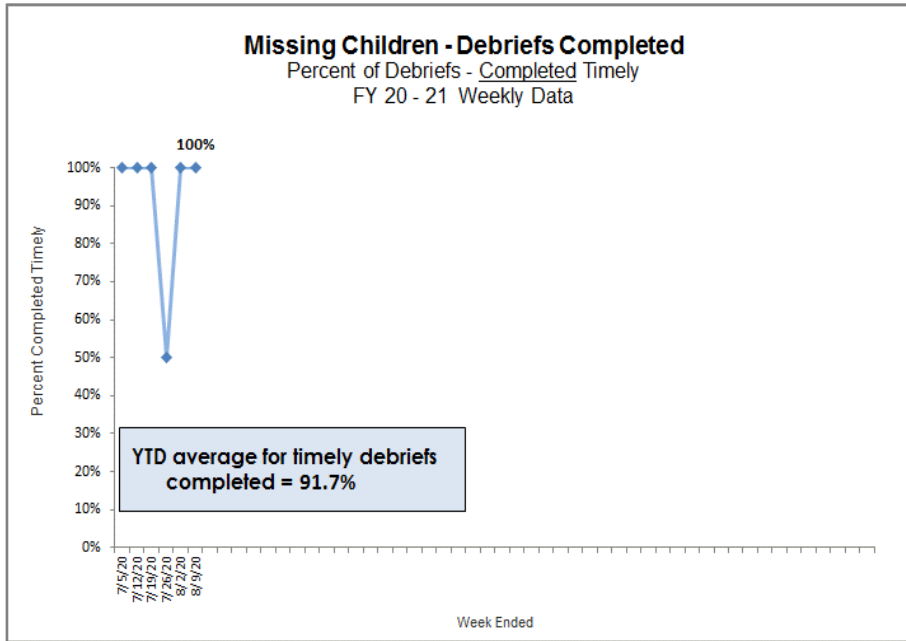 Missing Children - Debriefs Completed
Percent of Debriefs - Completed Timely
FY 20 - 21 Weekly Data
100%
100%
90%
80%
70%
60%
50%
40%
30%
20%
10%
0%
Percent Completed Timely
YTD average for timely debriefs
completed = 91.7%
7/5/20
7/12/20
7/19/20
7/26/20
8/2/20
8/9/20
Week Ended